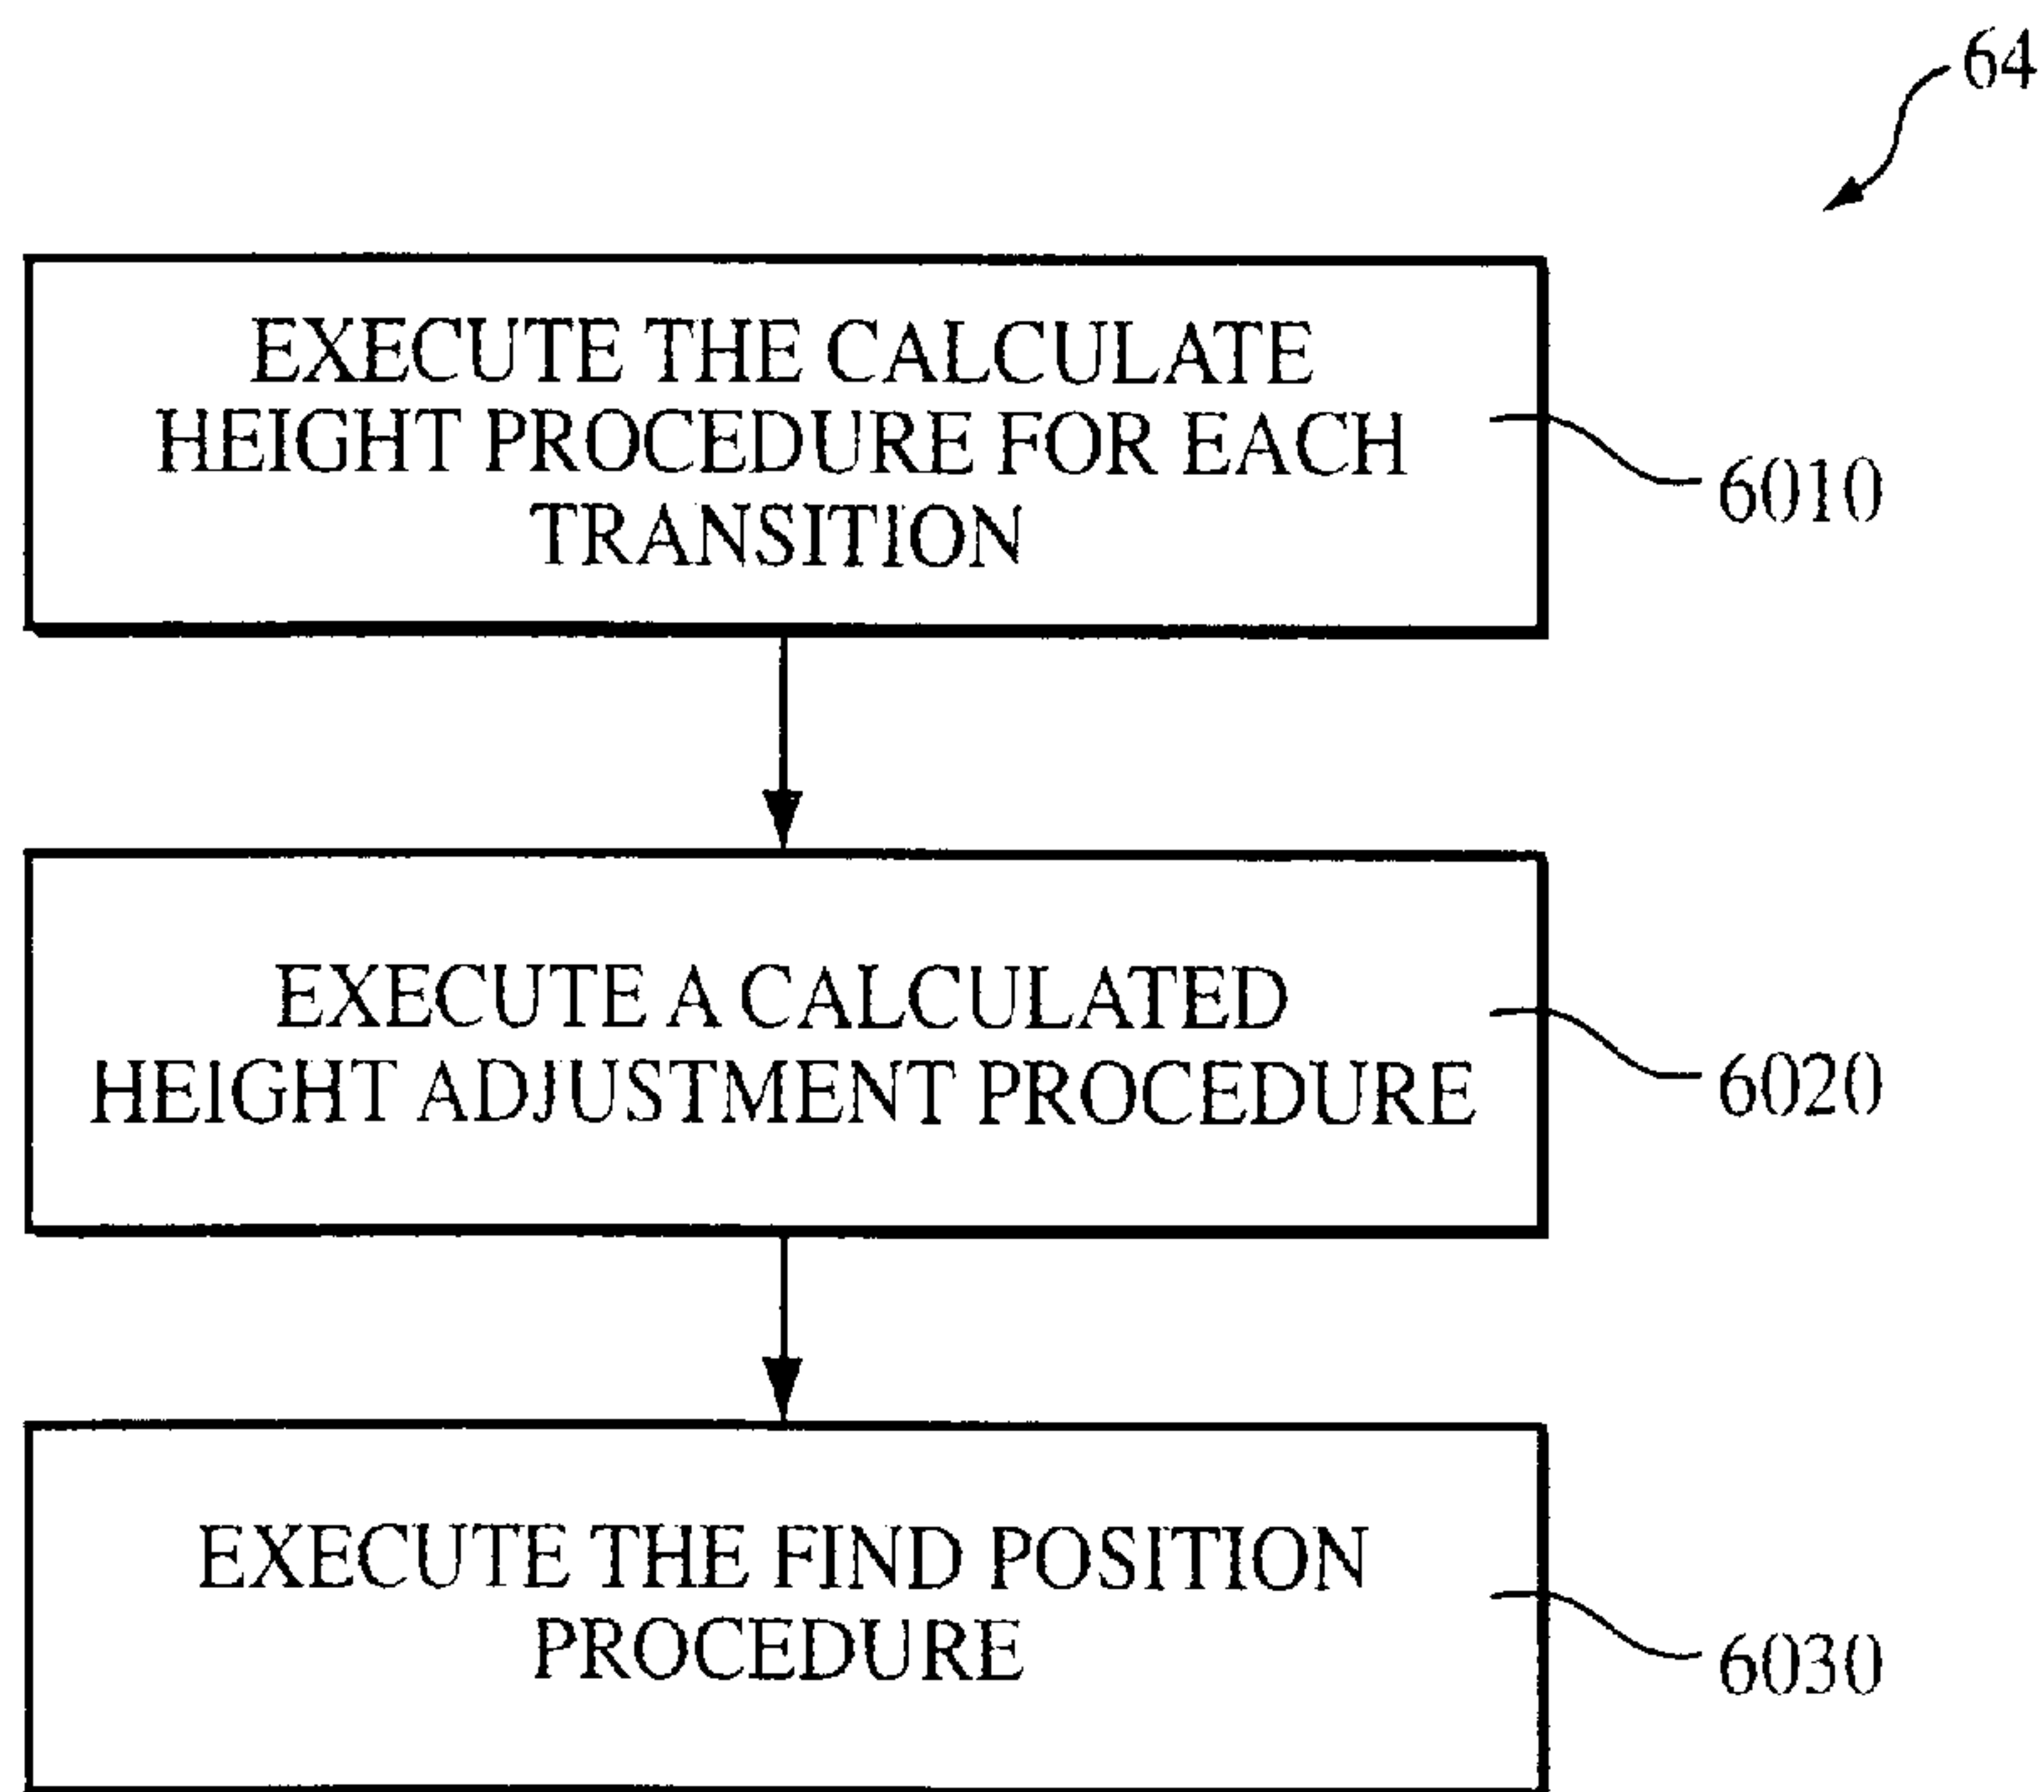 64
EXECUTE THE CALCULATE
HEIGHT PROCEDURE FOR EACH
TRANSITION
6010
EXECUTE A CALCULATED
HEIGHT ADJUSTMENT PROCEDURE
6020
EXECUTE THE FIND POSITION
PROCEDURE
6030